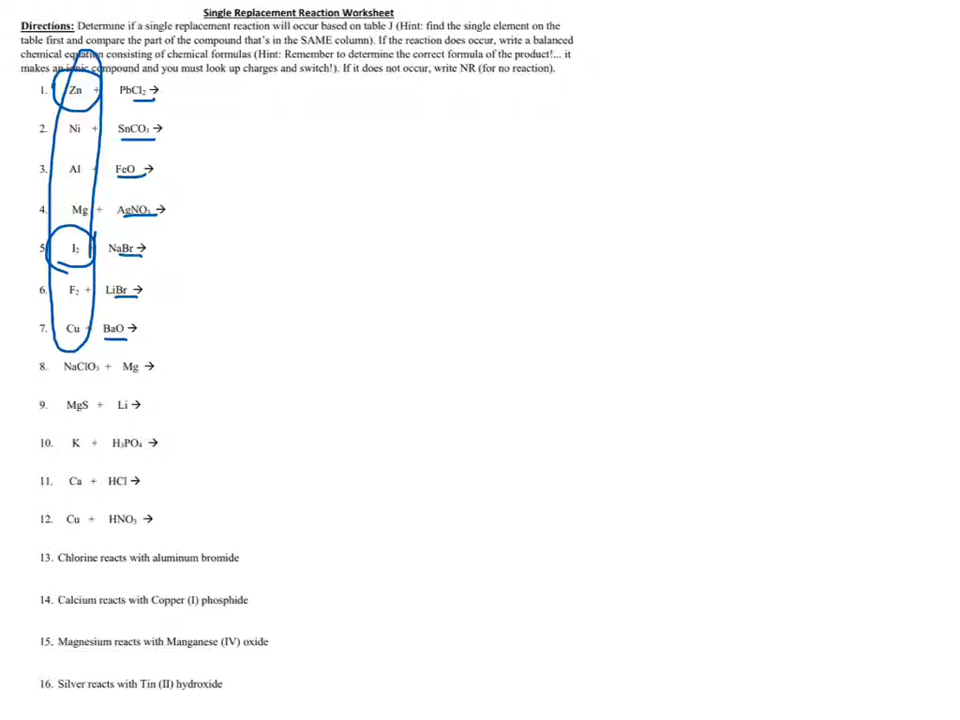 Single Replacement Reaction Worksheet
Directions: Determine if a single replacement reaction will occur based on table J (Hint: find the single element on the
table first and compare the part of the compound that's in the SAME column). If the reaction does occur, write a balanced
chemical equation consisting of chemical formulas (Hint: Remember to determine the correct formula of the product!... it
makes an ionic compound and you must look up charges and switch!). If it does not occur, write NR (for no reaction).
1. Zn + PbCl₂ →
2. Ni + SnCO₃ →
3. Al + FeO →
4. Mg + AgNO₃ →
5. I₂ + NaBr →
6. F₂ + LiBr →
7. Cu + BaO →
8. NaClO₃ + Mg →
9. MgS + Li →
10. K + H₃PO₄ →
11. Ca + HCl →
12. Cu + HNO₃ →
13. Chlorine reacts with aluminum bromide
14. Calcium reacts with Copper (I) phosphide
15. Magnesium reacts with Manganese (IV) oxide
16. Silver reacts with Tin (II) hydroxide